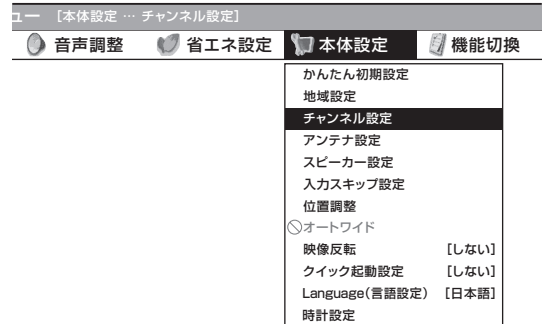 ュー [本体設定 … チャンネル設定]
音声調整 省エネ設定 本体設定 機能切換
かんたん初期設定
地域設定
チャンネル設定
アンテナ設定
スピーカー設定
入力スキップ設定
位置調整
オートワイド
映像反転 [しない]
クイック起動設定 [しない]
Language(言語設定) [日本語]
時計設定